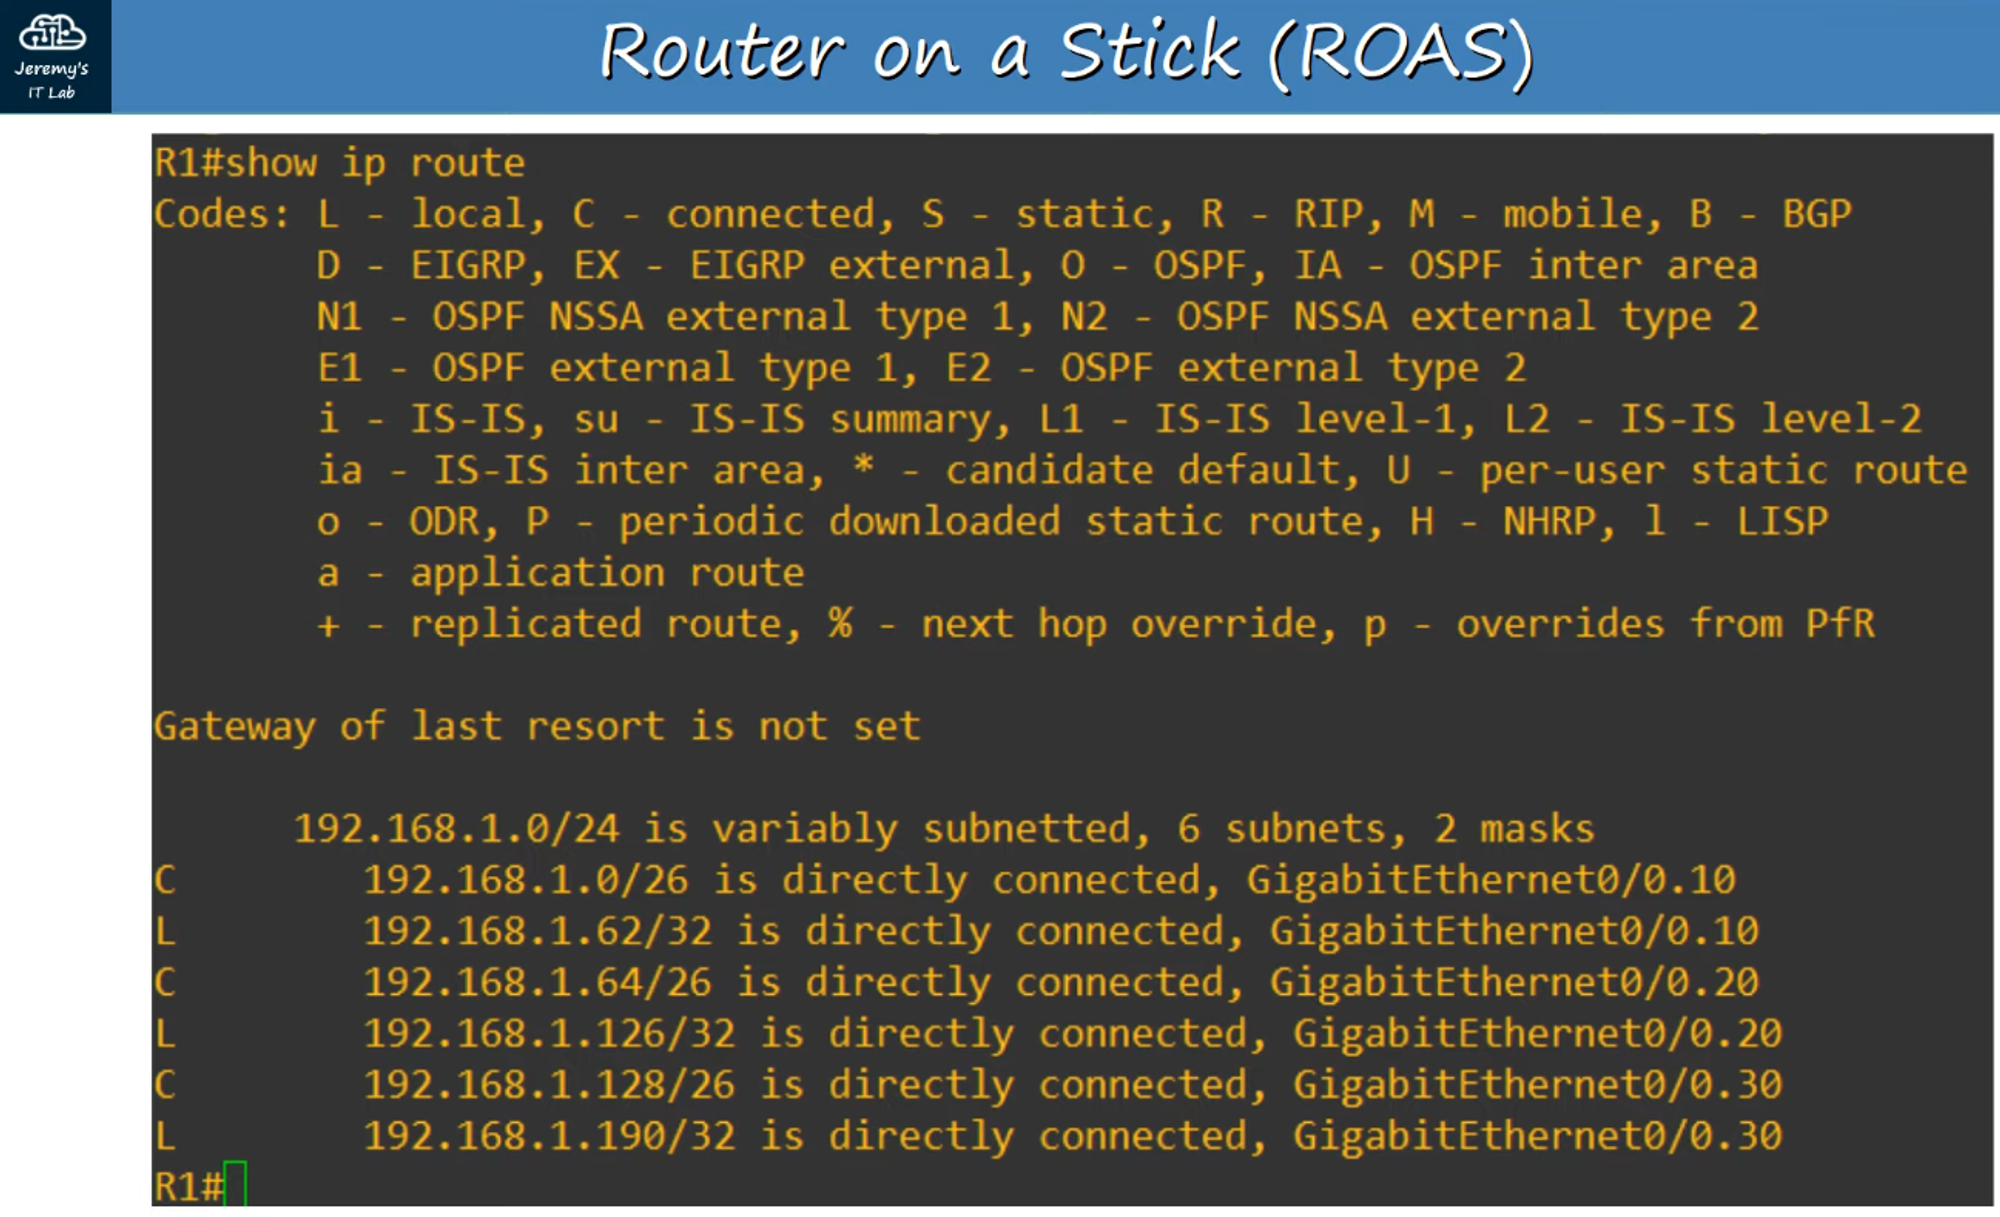 Jeremy's
IT Lab
Router on a Stick (ROAS)
R1#show ip route
Codes: L - local, C - connected, S - static, R - RIP, M - mobile, B - BGP
D - EIGRP, EX - EIGRP external, O - OSPF, IA - OSPF inter area
N1 - OSPF NSSA external type 1, N2 - OSPF NSSA external type 2
E1 - OSPF external type 1, E2 - OSPF external type 2
i - IS-IS, su - IS-IS summary, L1 - IS-IS level-1, L2 - IS-IS level-2
ia - IS-IS inter area, * - candidate default, U - per-user static route
o - ODR, P - periodic downloaded static route, H - NHRP, l - LISP
a - application route
+ - replicated route, % - next hop override, p - overrides from PfR
Gateway of last resort is not set
192.168.1.0/24 is variably subnetted, 6 subnets, 2 masks
C 192.168.1.0/26 is directly connected, GigabitEthernet0/0.10
L 192.168.1.62/32 is directly connected, GigabitEthernet0/0.10
C 192.168.1.64/26 is directly connected, GigabitEthernet0/0.20
L 192.168.1.126/32 is directly connected, GigabitEthernet0/0.20
C 192.168.1.128/26 is directly connected, GigabitEthernet0/0.30
L 192.168.1.190/32 is directly connected, GigabitEthernet0/0.30
R1#